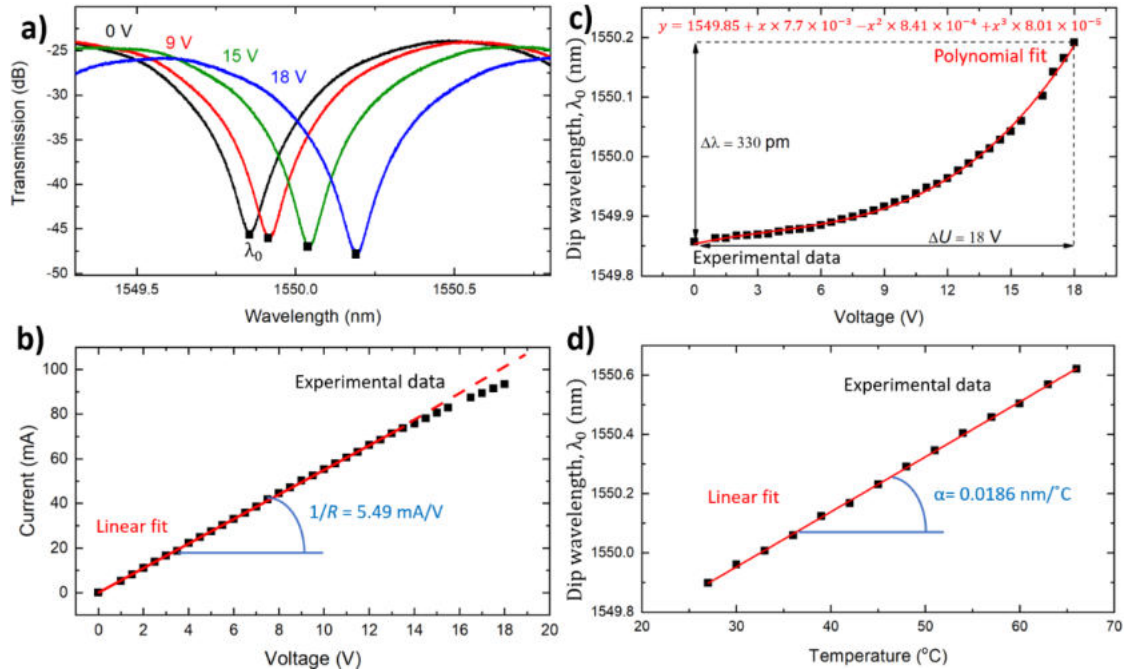 a)
0 V
9 V
15 V
18 V
λ₀
-25
-30
-35
-40
-45
-50
Transmission (dB)
1549.5
1550.0
1550.5
Wavelength (nm)
c)
y = 1549.85 + x × 7.7 × 10⁻³ −x² × 8.41 × 10⁻⁴ +x³ × 8.01 × 10⁻⁵
Polynomial fit
Δλ = 330 pm
ΔU = 18 V
Experimental data
1550.2
1550.1
1550.0
1549.9
1549.8
Dip wavelength, λ₀ (nm)
0
3
6
9
12
15
18
Voltage (V)
b)
Experimental data
Linear fit
1/R = 5.49 mA/V
100
80
60
40
20
0
Current (mA)
0
2
4
6
8
10
12
14
16
18
20
Voltage (V)
d)
Experimental data
Linear fit
α= 0.0186 nm/°C
1550.6
1550.4
1550.2
1550.0
1549.8
Dip wavelength, λ₀ (nm)
20
30
40
50
60
70
Temperature (°C)